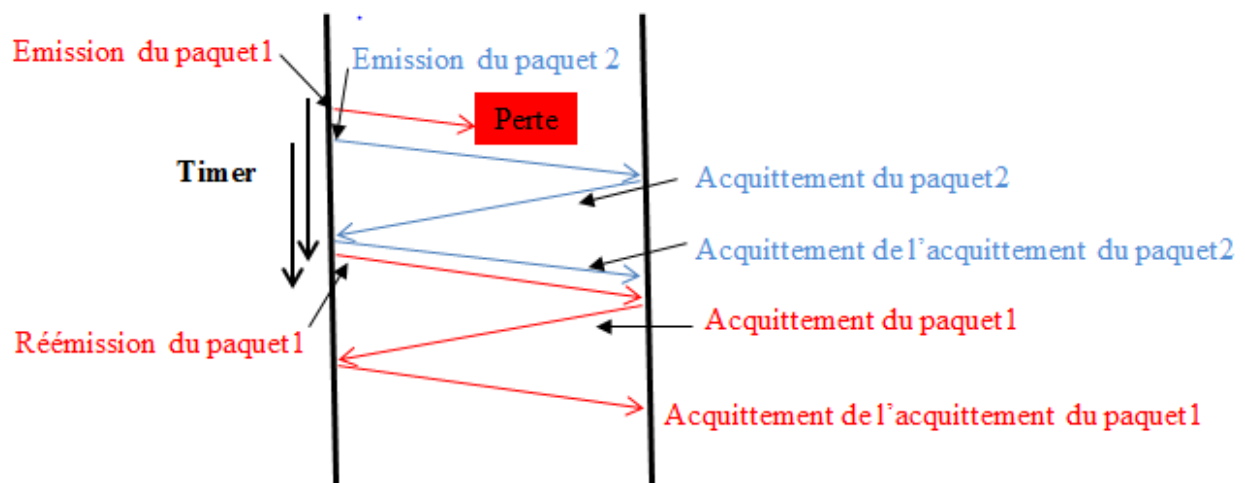 Emission du paquet1
Emission du paquet 2
Perte
Timer
Acquittement du paquet2
Acquittement de l'acquittement du paquet2
Acquittement du paquet1
Réémission du paquet1
Acquittement de l'acquittement du paquet1